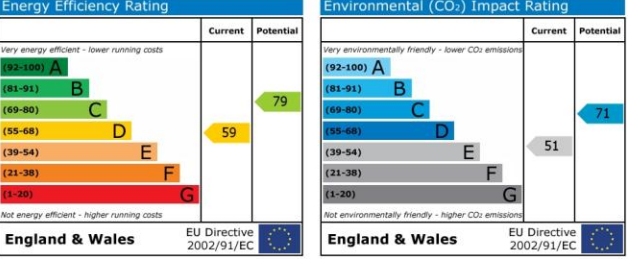 Energy Efficiency Rating
Current Potential
Very energy efficient - lower running costs
(92-100) A
(81-91) B
(69-80) C
(55-68) D
(39-54) E
(21-38) F
(1-20) G
59
79
Not energy efficient - higher running costs
England & Wales
EU Directive
2002/91/EC
Environmental (CO₂) Impact Rating
Current Potential
Very environmentally friendly - lower CO₂ emissions
(92-100) A
(81-91) B
(69-80) C
(55-68) D
(39-54) E
(21-38) F
(1-20) G
51
71
Not environmentally friendly - higher CO₂ emissions
England & Wales
EU Directive
2002/91/EC